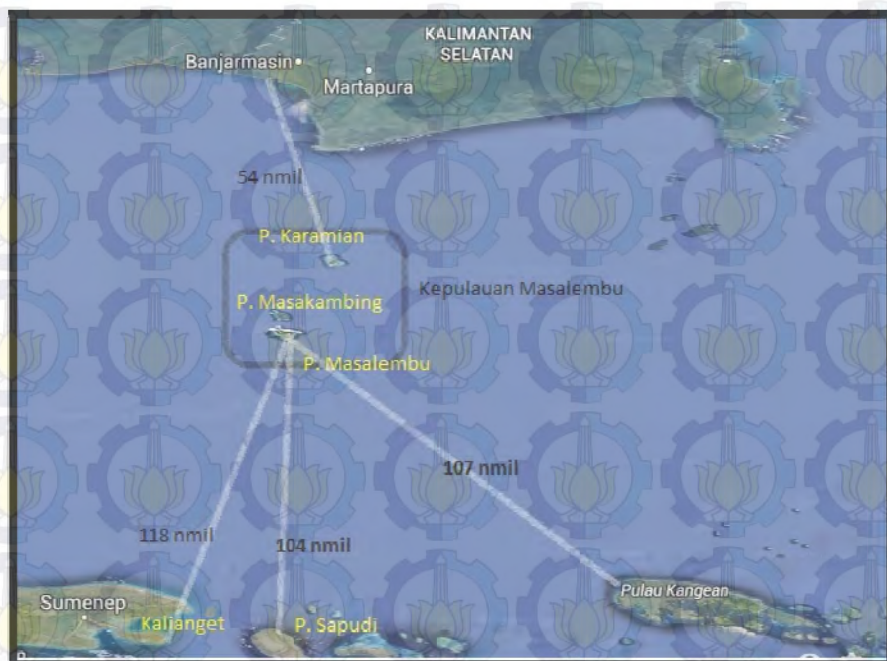 KALIMANTAN
SELATAN
Banjarmasin
Martapura
54 nmil
P. Karamian
Kepulauan Masalembu
P. Masakambing
P. Masalembu
107 nmil
118 nmil
104 nmil
Pulau Kangean
Sumenep
Kalianget
P. Sapudi